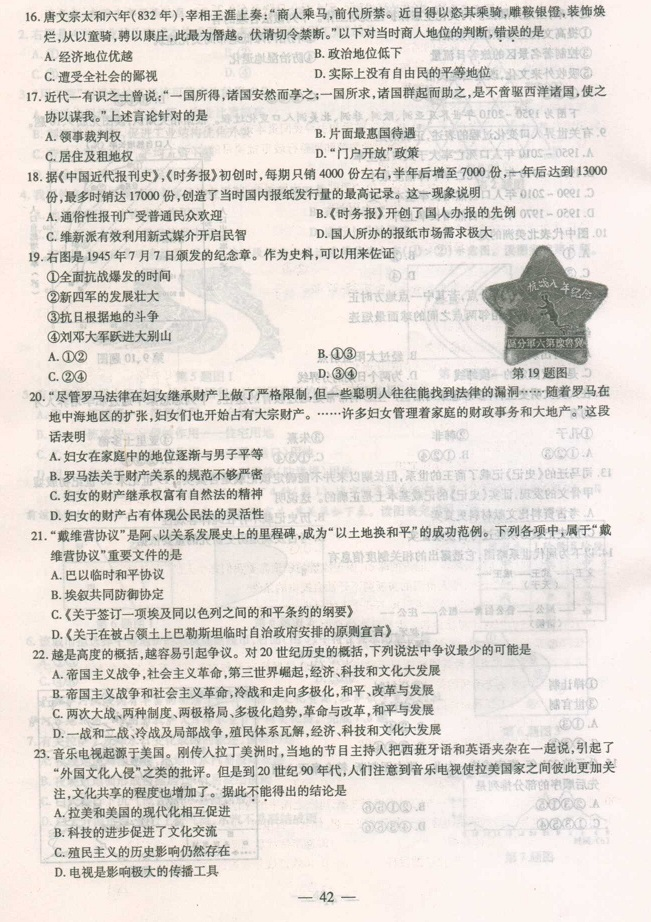 16.唐文宗太和六年(832年),宰相王涯上奏:“商人乘马,前代所禁。近日得以恣其乘骑,雕鞍银镫,装饰焕
烂,从以童骑,骋以康庄,此最为僭越。伏请切令禁断。”以下对当时商人地位的判断,错误的是
A.经济地位优越
B.政治地位低下
C.遭受全社会的鄙视
D.实际上没有自由民的平等地位
17.近代一有识之士曾说:“一国所得,诸国安然而享之;一国所求,诸国群起而助之,是不啻驱西洋诸国,使之
协以谋我。”上述言论针对的是
A.领事裁判权
B.片面最惠国待遇
C.居住及租地权
D.“门户开放”政策
18.据《中国近代报刊史》,《时务报》初创时,每期只销4000份左右,半年后增至7000份,一年后达到13000
份,最多时销达17000份,创造了当时国内报纸发行量的最高记录。这一现象说明
A.通俗性报刊广受普通民众欢迎
B.《时务报》开创了国人办报的先例
C.维新派有效利用新式媒介开启民智
D.国人所办的报纸市场需求极大
19.右图是1945年7月7日颁发的纪念章。作为史料,可以用来佐证
①全面抗战爆发的时间
②新四军的发展壮大
③抗日根据地的斗争
④刘邓大军跃进大别山
A.①②
B.①③
C.②④
D.③④
抗战八年纪念
冀鲁豫第六军分区
第19题图
20.“尽管罗马法律在妇女继承财产上做了严格限制,但一些聪明人往往能找到法律的漏洞……随着罗马在
地中海地区的扩张,妇女们也开始占有大宗财产。……许多妇女管理着家庭的财政事务和大地产。”这段
话表明
A.妇女在家庭中的地位逐渐与男子平等
B.罗马法关于财产关系的规范不够严密
C.妇女的财产继承权富有自然法的精神
D.妇女的财产占有体现公民法的灵活性
21.“戴维营协议”是阿、以关系发展史上的里程碑,成为“以土地换和平”的成功范例。下列各项中,属于“戴
维营协议”重要文件的是
A.巴以临时和平协议
B.埃叙共同防御协定
C.《关于签订一项埃及同以色列之间的和平条约的纲要》
D.《关于在被占领土上巴勒斯坦临时自治政府安排的原则宣言》
22.越是高度的概括,越容易引起争议。对20世纪历史的概括,下列说法中争议最少的可能是
A.帝国主义战争,社会主义革命,第三世界崛起,经济、科技和文化大发展
B.帝国主义战争和社会主义革命,冷战和走向多极化,和平、改革与发展
C.两次大战、两种制度、两极格局、多极化趋势,革命与改革,和平与发展
D.一战和二战、冷战及局部战争,殖民体系瓦解,经济、科技和文化大发展
23.音乐电视起源于美国。刚传人拉丁美洲时,当地的节目主持人把西班牙语和英语夹杂在一起说,引起了
“外国文化人侵”之类的批评。但是到20世纪90年代,人们注意到音乐电视使拉美国家之间彼此更加关
注,文化共享的程度也增加了。据此不能得出的结论是
A.拉美和美国的现代化相互促进
B.科技的进步促进了文化交流
C.殖民主义的历史影响仍然存在
D.电视是影响极大的传播工具
— 42 —